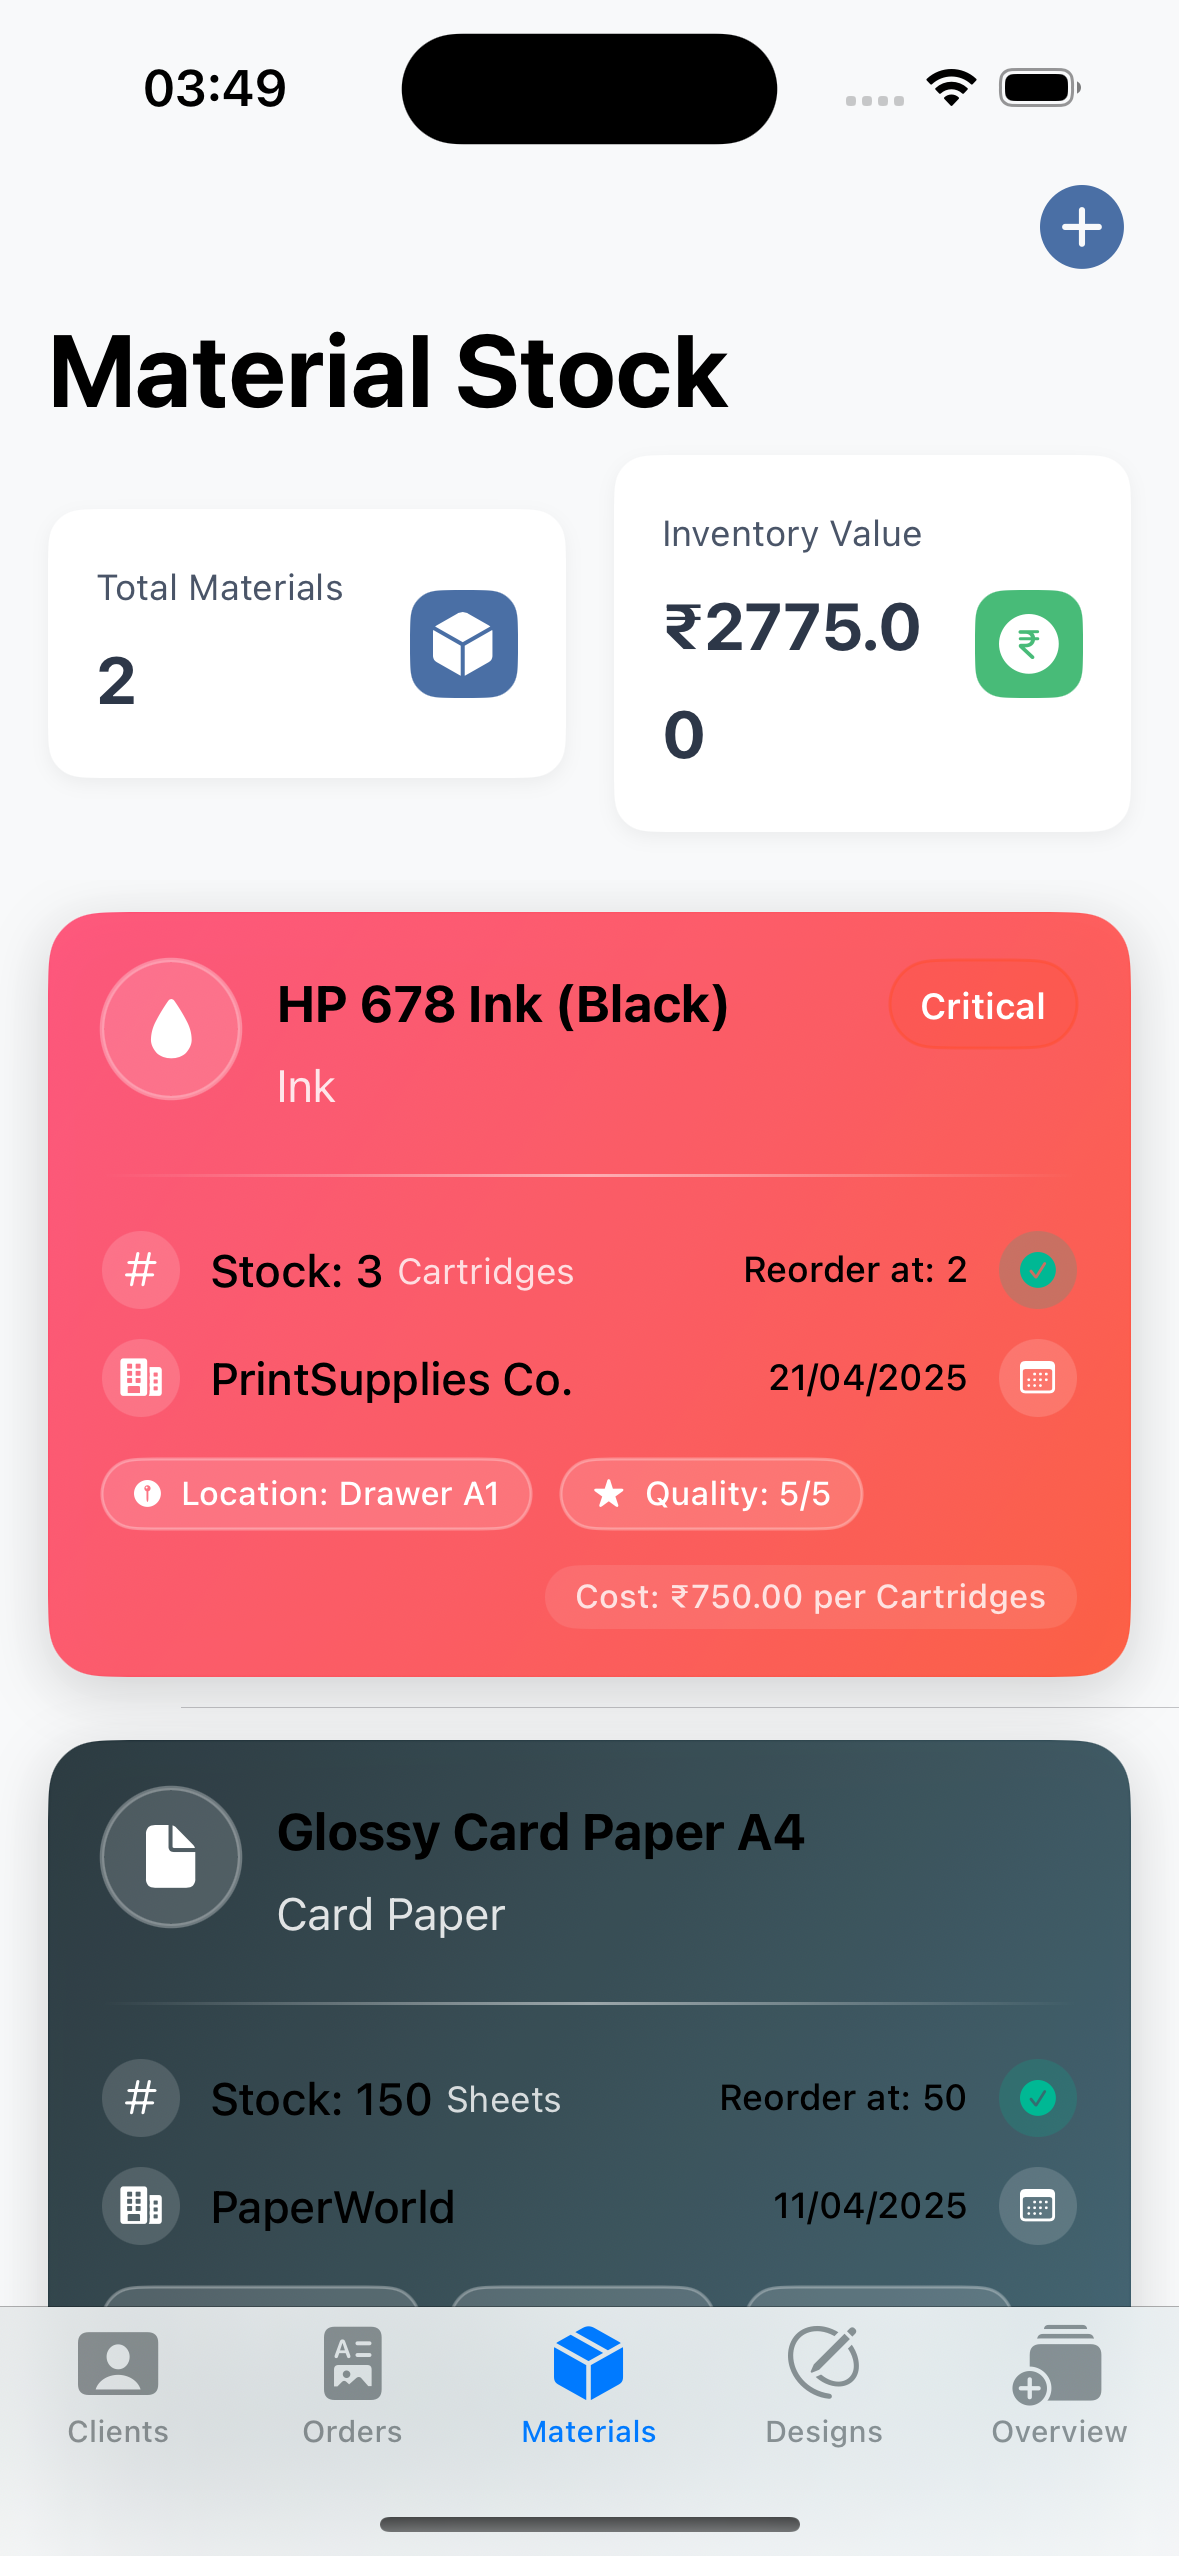 03:49
Material Stock
Total Materials
2
Inventory Value
₹2775.0
0
HP 678 Ink (Black)
Critical
Ink
Stock: 3 Cartridges
Reorder at: 2
PrintSupplies Co.
21/04/2025
Location: Drawer A1
Quality: 5/5
Cost: ₹750.00 per Cartridges
Glossy Card Paper A4
Card Paper
Stock: 150 Sheets
Reorder at: 50
PaperWorld
11/04/2025
Clients
Orders
Materials
Designs
Overview